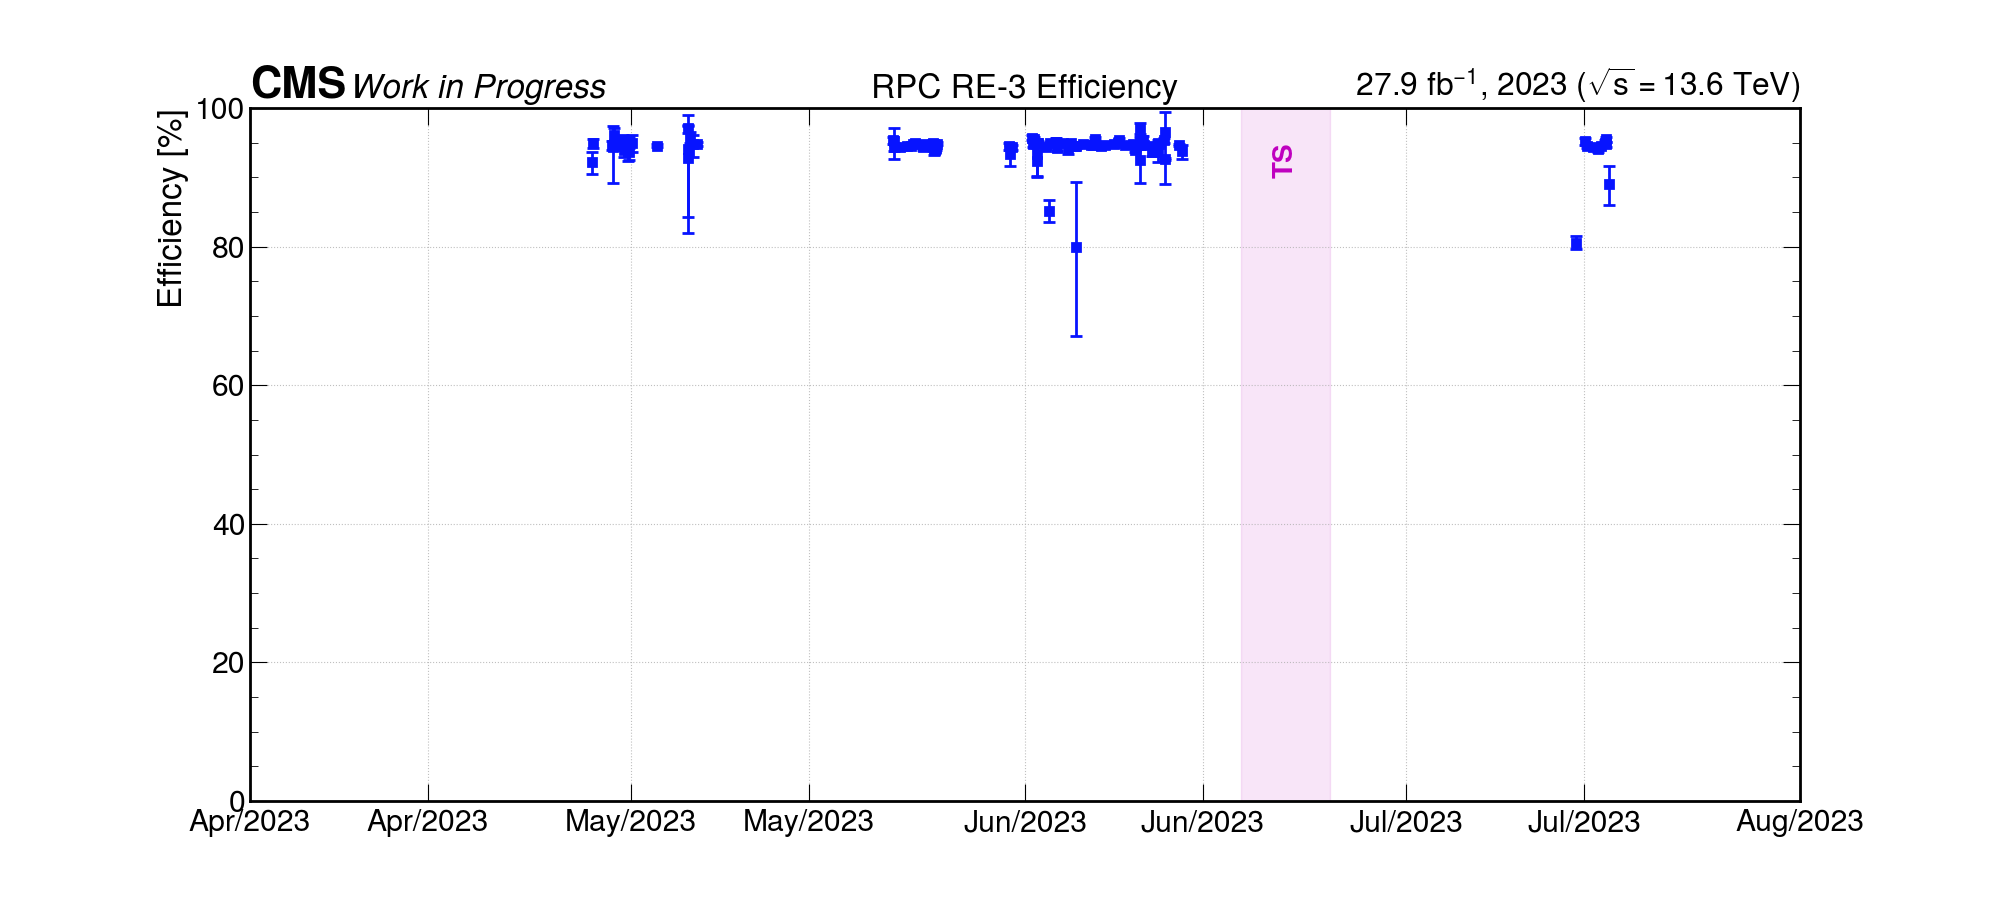 CMS Work in Progress RPC RE-3 Efficiency 27.9 fb⁻¹, 2023 (√s = 13.6 TeV)
Efficiency [%]
100
80
60
40
20
0
TS
Apr/2023 Apr/2023 May/2023 May/2023 Jun/2023 Jun/2023 Jul/2023 Jul/2023 Aug/2023